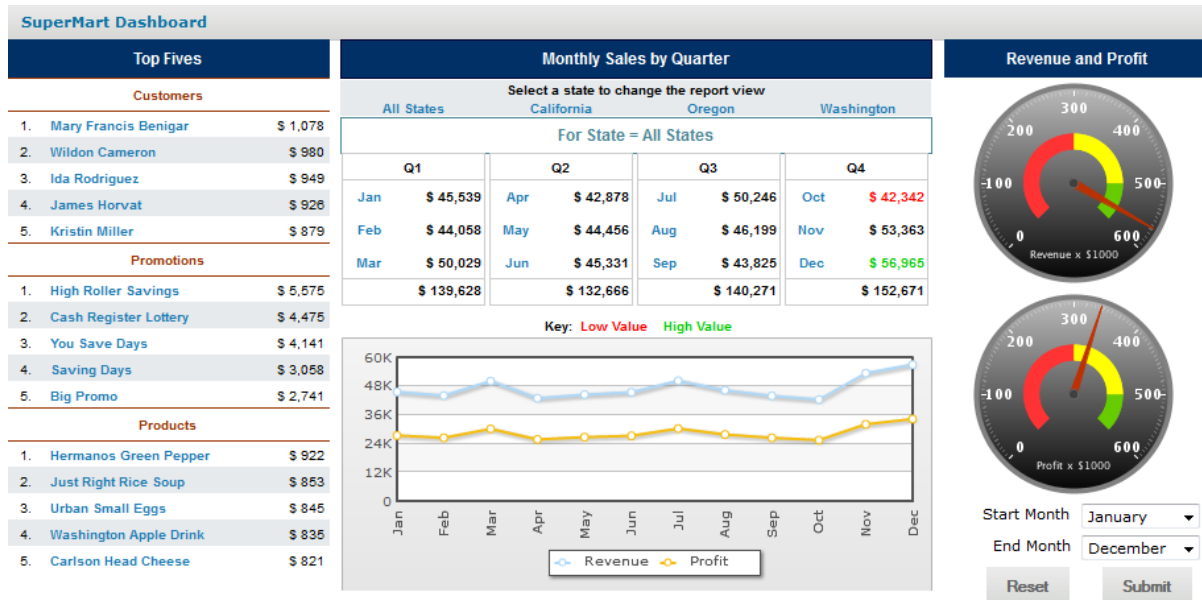 SuperMart Dashboard
Top Fives
Customers
1. Mary Francis Benigar $ 1,078
2. Wildon Cameron $ 980
3. Ida Rodriguez $ 949
4. James Horvat $ 926
5. Kristin Miller $ 879
Promotions
1. High Roller Savings $ 5,575
2. Cash Register Lottery $ 4,475
3. You Save Days $ 4,141
4. Saving Days $ 3,058
5. Big Promo $ 2,741
Products
1. Hermanos Green Pepper $ 922
2. Just Right Rice Soup $ 853
3. Urban Small Eggs $ 845
4. Washington Apple Drink $ 835
5. Carlson Head Cheese $ 821
Monthly Sales by Quarter
Select a state to change the report view
All States California Oregon Washington
For State = All States
Q1 Q2 Q3 Q4
Jan $ 45,539 Apr $ 42,878 Jul $ 50,246 Oct $ 42,342
Feb $ 44,058 May $ 44,456 Aug $ 46,199 Nov $ 53,363
Mar $ 50,029 Jun $ 45,331 Sep $ 43,825 Dec $ 56,965
$ 139,628 $ 132,666 $ 140,271 $ 152,671
Key: Low Value High Value
60K
48K
36K
24K
12K
0
Jan Feb Mar Apr May Jun Jul Aug Sep Oct Nov Dec
Revenue Profit
Revenue and Profit
300
200 400
100 500
0 600
Revenue x $1000
300
200 400
100 500
0 600
Profit x $1000
Start Month January
End Month December
Reset Submit